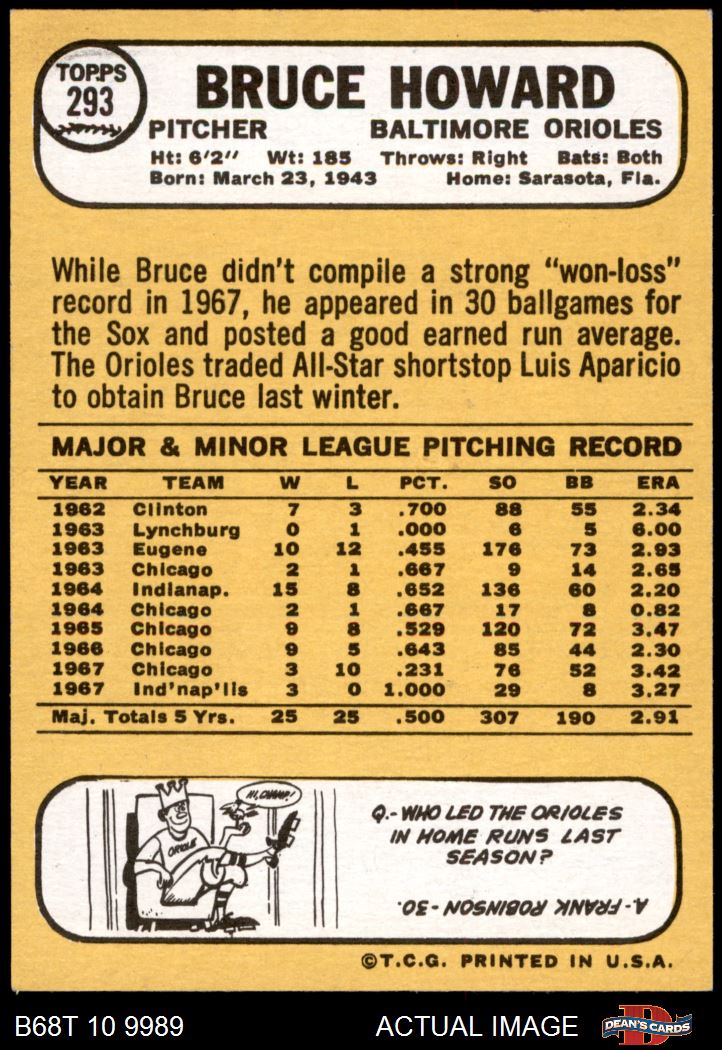 TOPPS
293
BRUCE HOWARD
PITCHER BALTIMORE ORIOLES
Ht: 6'2" Wt: 185 Throws: Right Bats: Both
Born: March 23, 1943 Home: Sarasota, Fla.
While Bruce didn't compile a strong "won-loss"
record in 1967, he appeared in 30 ballgames for
the Sox and posted a good earned run average.
The Orioles traded All-Star shortstop Luis Aparicio
to obtain Bruce last winter.
MAJOR & MINOR LEAGUE PITCHING RECORD
YEAR TEAM W L PCT. SO BB ERA
1962 Clinton 7 3 .700 88 55 2.34
1963 Lynchburg 0 1 .000 6 5 6.00
1963 Eugene 10 12 .455 176 73 2.93
1963 Chicago 2 1 .667 9 14 2.65
1964 Indianap. 15 8 .652 136 60 2.20
1964 Chicago 2 1 .667 17 8 0.82
1965 Chicago 9 8 .529 120 72 3.47
1966 Chicago 9 5 .643 85 44 2.30
1967 Chicago 3 10 .231 76 52 3.42
1967 Ind'nap'lis 3 0 1.000 29 8 3.27
Maj. Totals 5 Yrs. 25 25 .500 307 190 2.91
HI, CHAMP!
ORIOLE
Q.- WHO LED THE ORIOLES
IN HOME RUNS LAST
SEASON?
A.- FRANK ROBINSON - 30.
©T.C.G. PRINTED IN U.S.A.
B68T 10 9989 ACTUAL IMAGE
D
DEAN'S CARDS